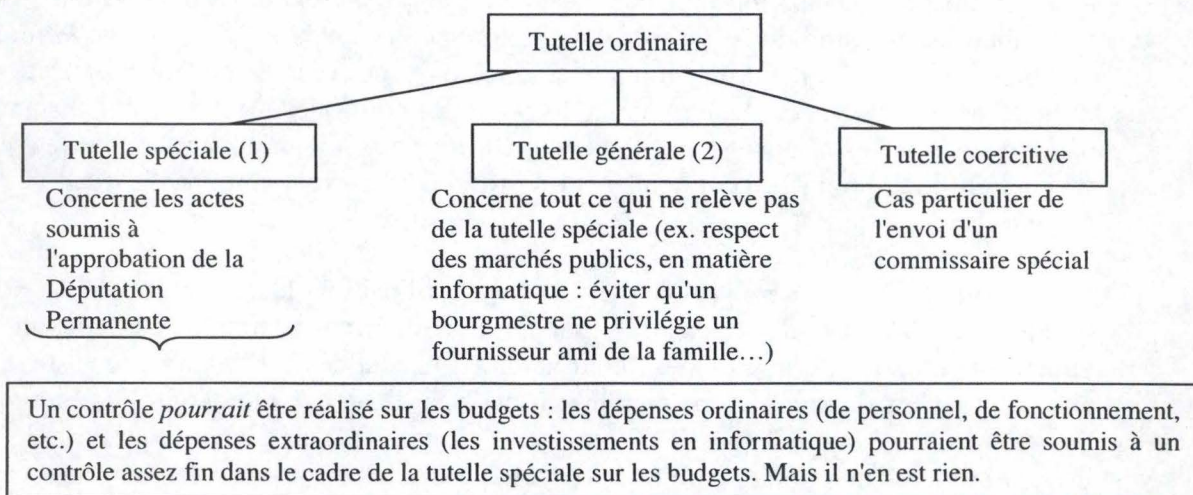 Tutelle ordinaire
Tutelle spéciale (1)
Concerne les actes
soumis à
l'approbation de la
Députation
Permanente
Tutelle générale (2)
Concerne tout ce qui ne relève pas
de la tutelle spéciale (ex. respect
des marchés publics, en matière
informatique : éviter qu'un
bourgmestre ne privilégie un
fournisseur ami de la famille…)
Tutelle coercitive
Cas particulier de
l'envoi d'un
commissaire spécial
Un contrôle pourrait être réalisé sur les budgets : les dépenses ordinaires (de personnel, de fonctionnement,
etc.) et les dépenses extraordinaires (les investissements en informatique) pourraient être soumis à un
contrôle assez fin dans le cadre de la tutelle spéciale sur les budgets. Mais il n'en est rien.